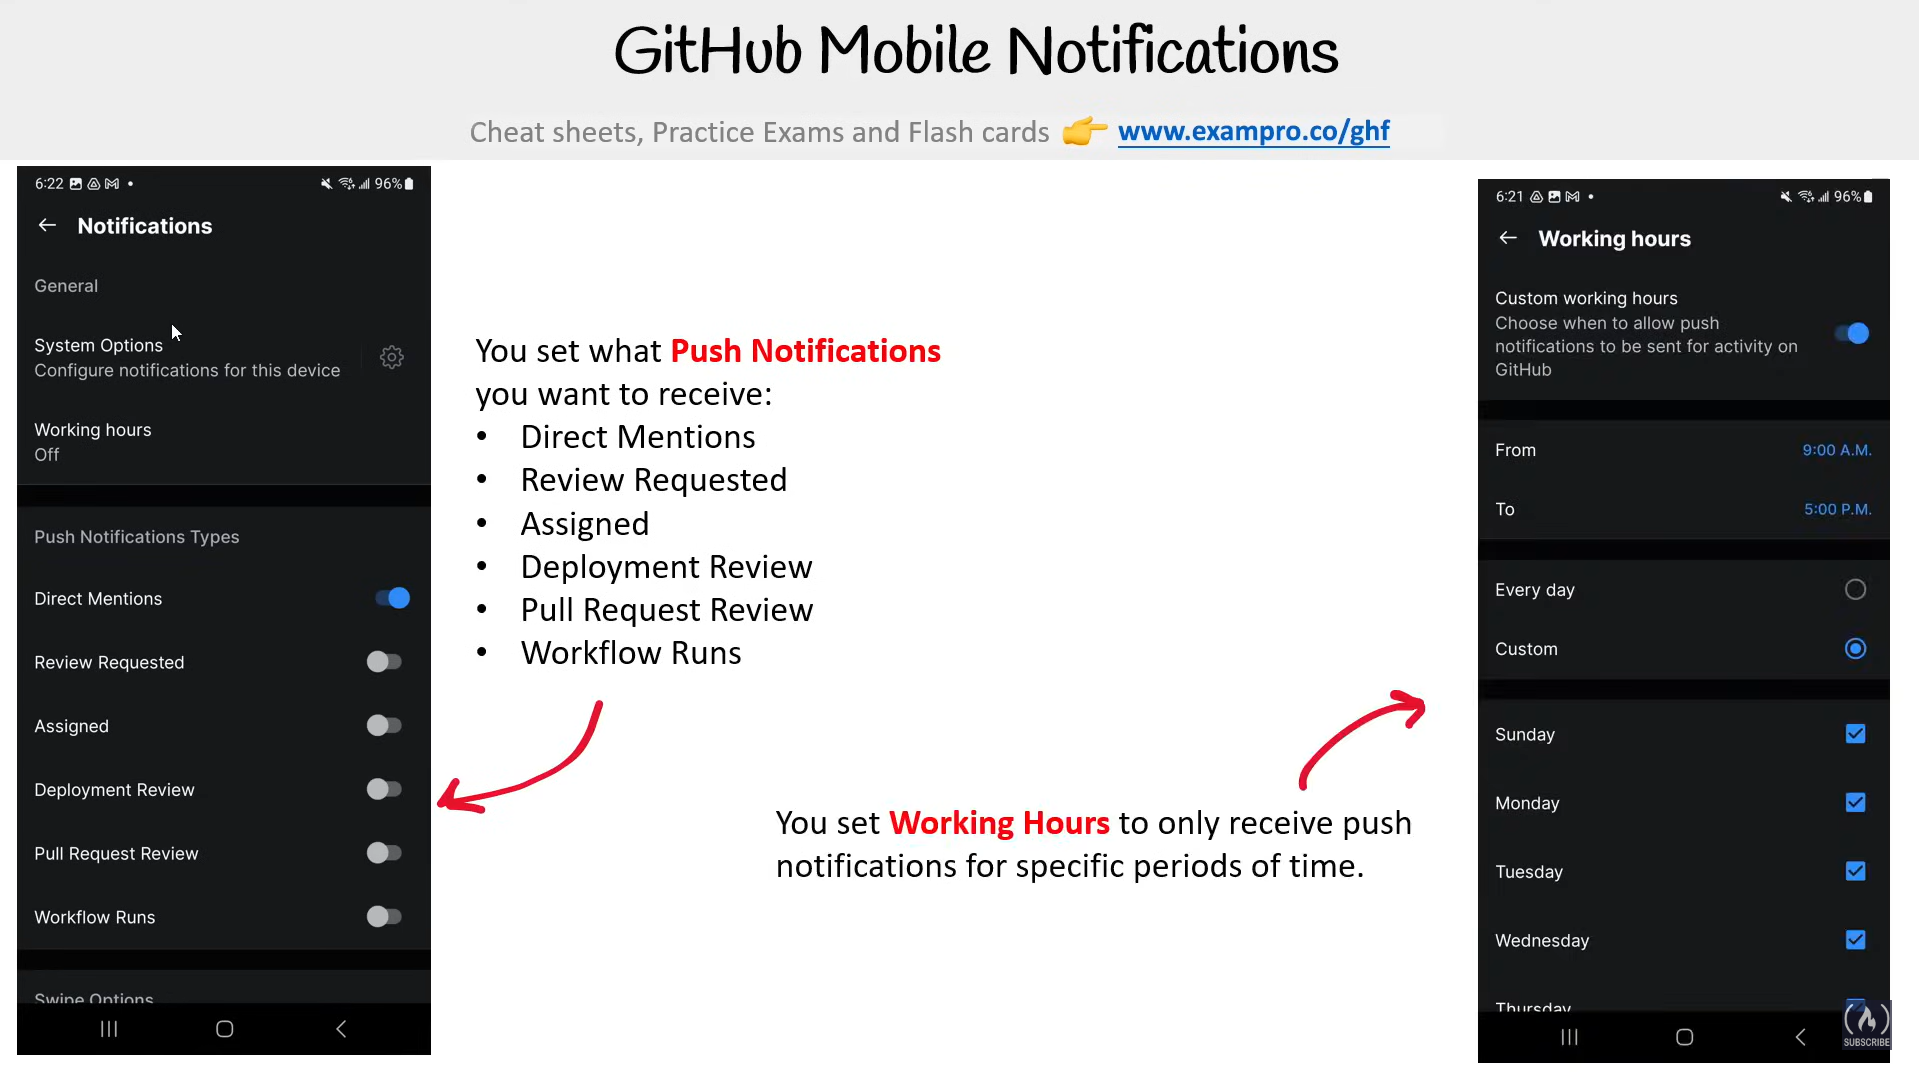 GitHub Mobile Notifications
Cheat sheets, Practice Exams and Flash cards 👉 www.exampro.co/ghf
6:22
96%
Notifications
General
System Options
Configure notifications for this device
Working hours
Off
Push Notifications Types
Direct Mentions
Review Requested
Assigned
Deployment Review
Pull Request Review
Workflow Runs
Swipe Options
You set what Push Notifications
you want to receive:
• Direct Mentions
• Review Requested
• Assigned
• Deployment Review
• Pull Request Review
• Workflow Runs
You set Working Hours to only receive push
notifications for specific periods of time.
6:21
96%
Working hours
Custom working hours
Choose when to allow push
notifications to be sent for activity on
GitHub
From 9:00 A.M.
To 5:00 P.M.
Every day
Custom
Sunday
Monday
Tuesday
Wednesday
Thursday
SUBSCRIBE